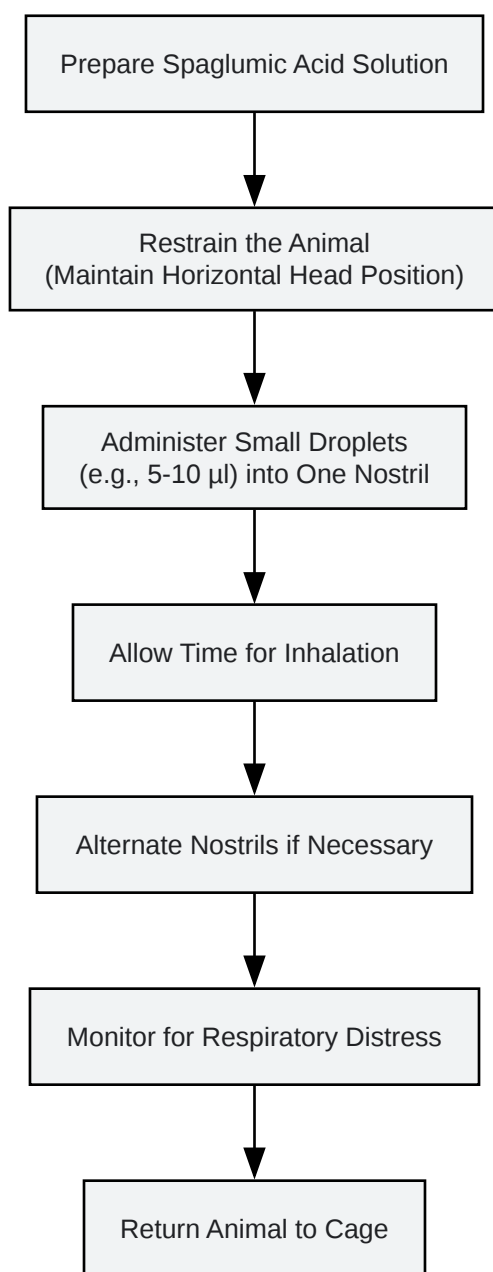 Prepare Spaglumic Acid Solution
Restrain the Animal
(Maintain Horizontal Head Position)
Administer Small Droplets
(e.g., 5-10 µl) into One Nostril
Allow Time for Inhalation
Alternate Nostrils if Necessary
Monitor for Respiratory Distress
Return Animal to Cage